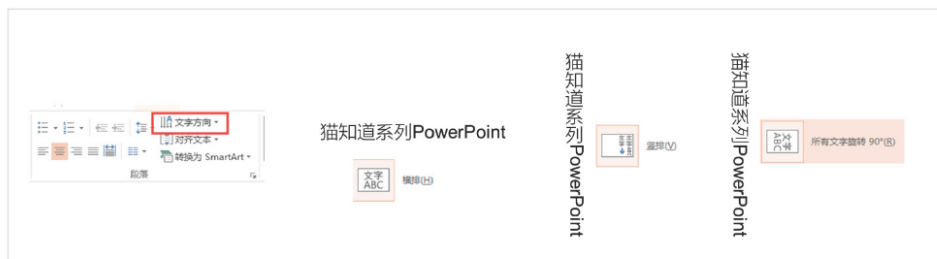 文字方向
对齐文本
转换为 SmartArt
段落
猫知道系列PowerPoint
文字
ABC
横排(H)
猫知道系列PowerPoint
竖排(V)
猫知道系列PowerPoint
文字
ABC
所有文字旋转 90°(R)